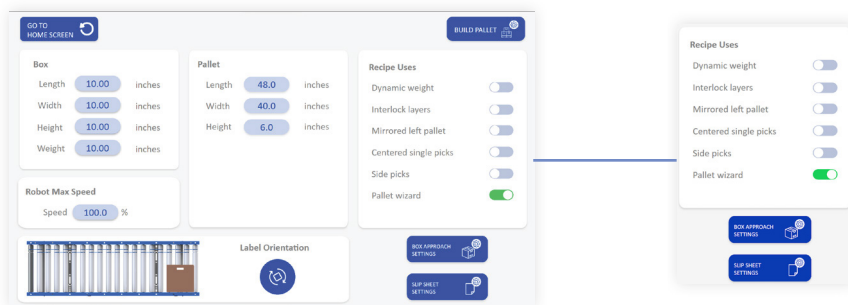 GO TO
HOME SCREEN
BUILD PALLET
Box
Length 10.00 inches
Width 10.00 inches
Height 10.00 inches
Weight 10.00 inches
Pallet
Length 48.0 inches
Width 40.0 inches
Height 6.0 inches
Recipe Uses
Dynamic weight
Interlock layers
Mirrored left pallet
Centered single picks
Side picks
Pallet wizard
Robot Max Speed
Speed 100.0 %
Label Orientation
BOX APPROACH
SETTINGS
SLIP SHEET
SETTINGS
Recipe Uses
Dynamic weight
Interlock layers
Mirrored left pallet
Centered single picks
Side picks
Pallet wizard
BOX APPROACH
SETTINGS
SLIP SHEET
SETTINGS